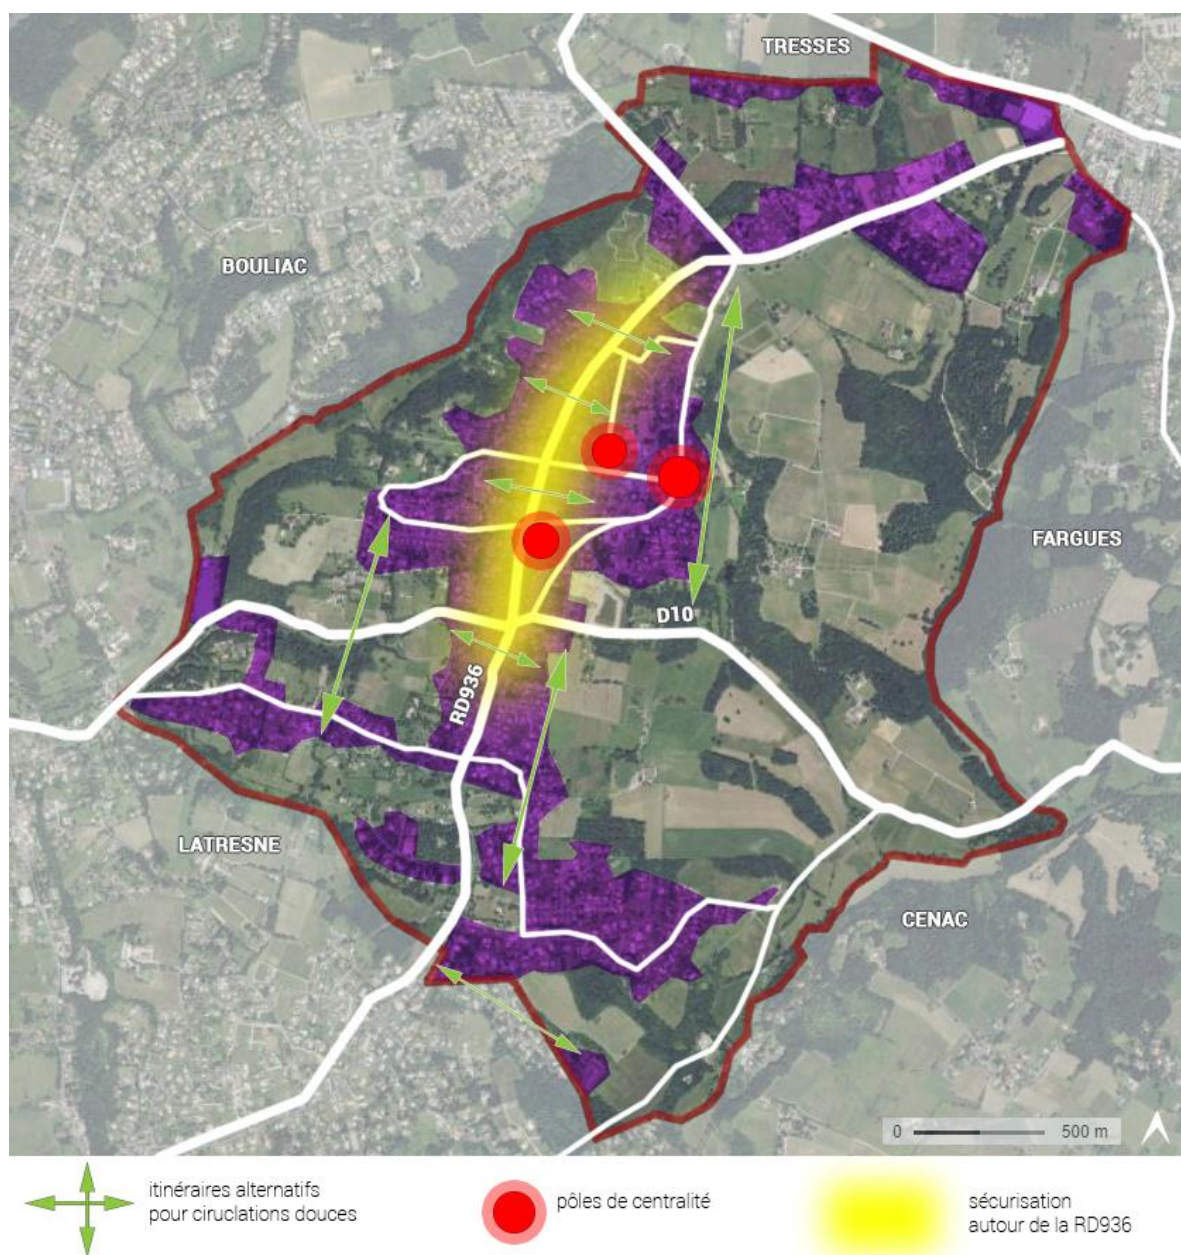 TRESSES
BOULIAC
FARGUES
D10
RD936
LATRESNE
CENAC
0 500 m
itinéraires alternatifs
pour ciruclations douces
pôles de centralité
sécurisation
autour de la RD936